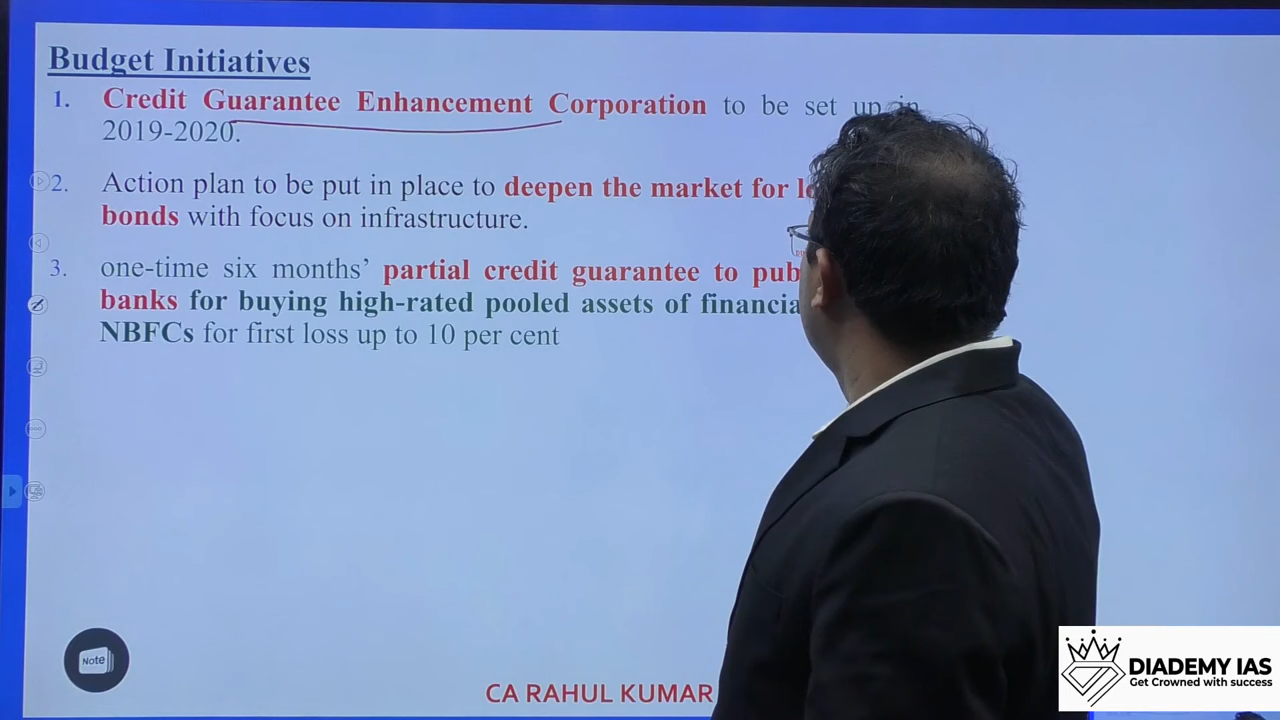 Budget Initiatives
1. Credit Guarantee Enhancement Corporation to be set up in
2019-2020.
2. Action plan to be put in place to deepen the market for
bonds with focus on infrastructure.
3. one-time six months’ partial credit guarantee to
banks for buying high-rated pooled assets of
NBFCs for first loss up to 10 per cent
Note
CA RAHUL KUMAR
DIADEMY IAS
Get Crowned with success